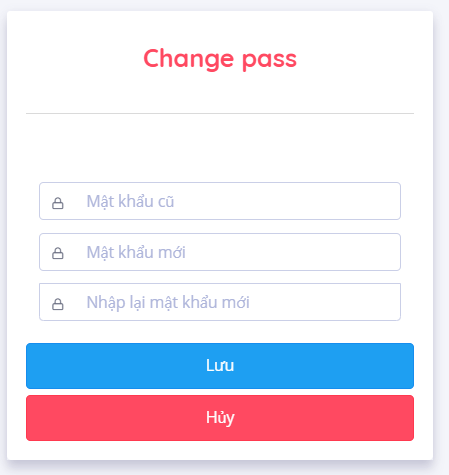 Change pass
Mật khẩu cũ
Mật khẩu mới
Nhập lại mật khẩu mới
Lưu
Hủy